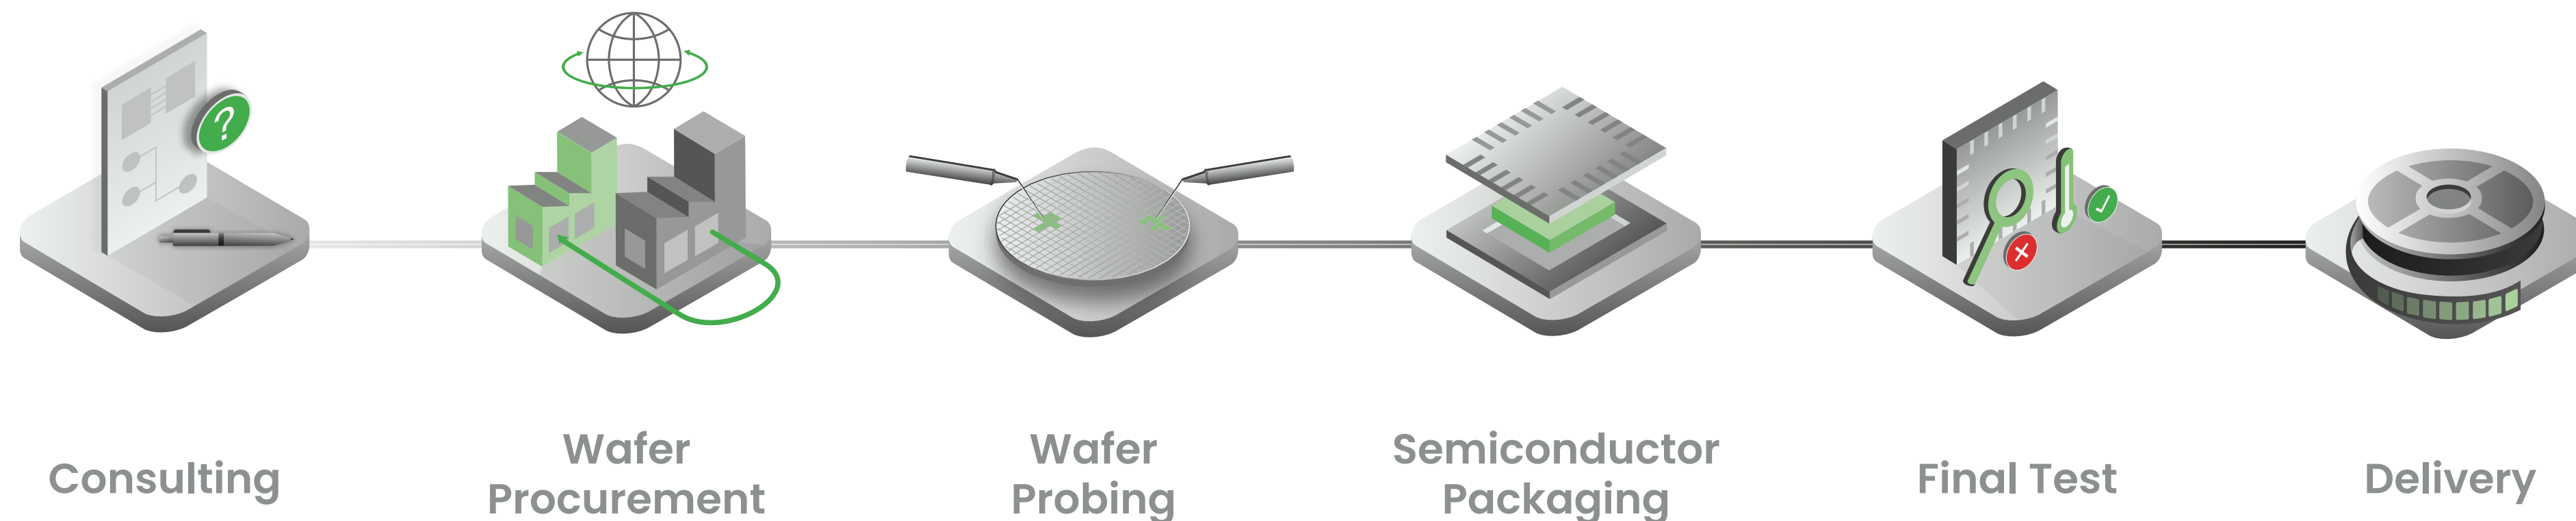 ?
Consulting
Wafer
Procurement
Wafer
Probing
Semiconductor
Packaging
Final Test
Delivery